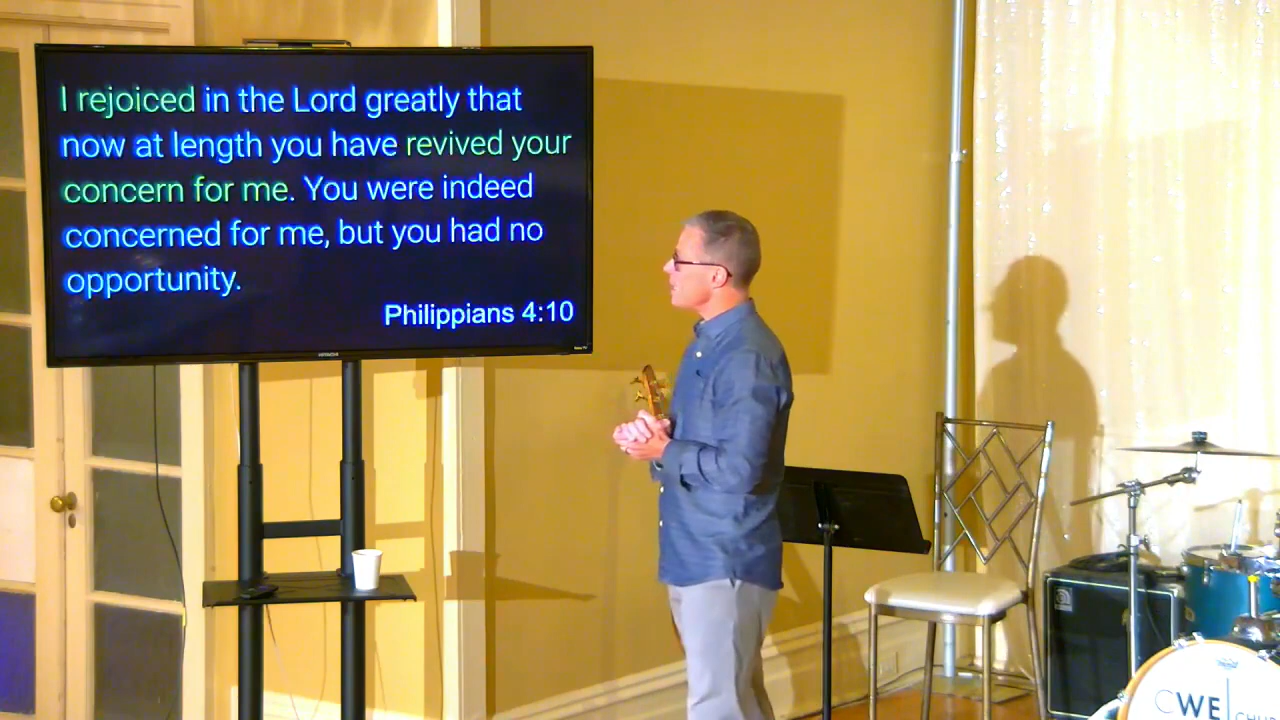 I rejoiced in the Lord greatly that
now at length you have revived your
concern for me. You were indeed
concerned for me, but you had no
opportunity.
Philippians 4:10
HITACHI
CWE